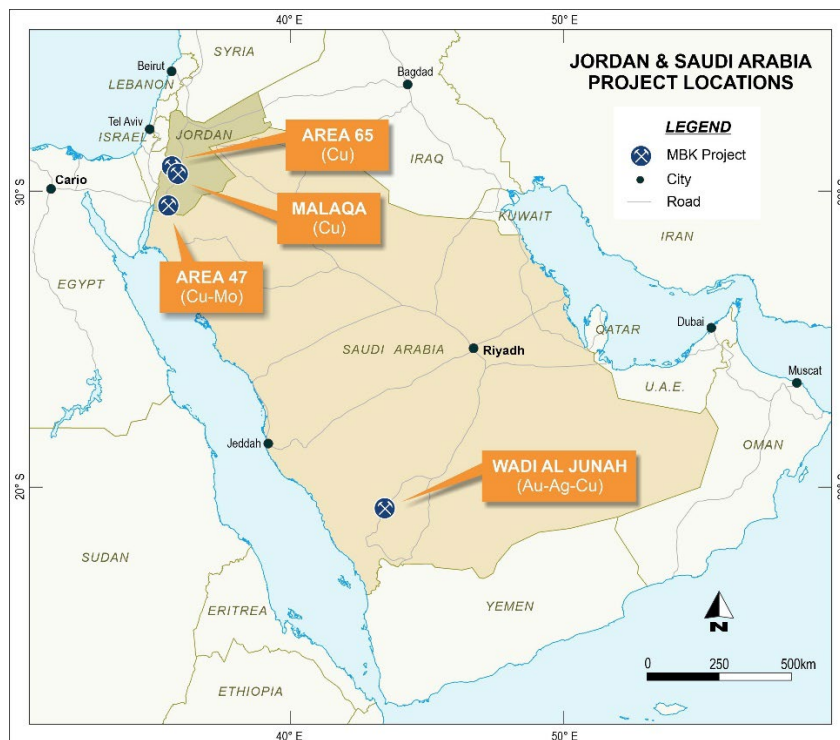 40° E
50° E
JORDAN & SAUDI ARABIA
PROJECT LOCATIONS
LEGEND
MBK Project
City
Road
SYRIA
Beirut
LEBANON
Bagdad
Tel Aviv
ISRAEL
JORDAN
AREA 65
(Cu)
IRAQ
Cario
30° S
MALAQA
(Cu)
KUWAIT
IRAN
AREA 47
(Cu-Mo)
EGYPT
QATAR
Dubai
SAUDI ARABIA
Riyadh
Muscat
U.A.E.
OMAN
Jeddah
WADI AL JUNAH
(Au-Ag-Cu)
20° S
20° S
SUDAN
YEMEN
ERITREA
N
0 250 500km
ETHIOPIA
40° E
50° E